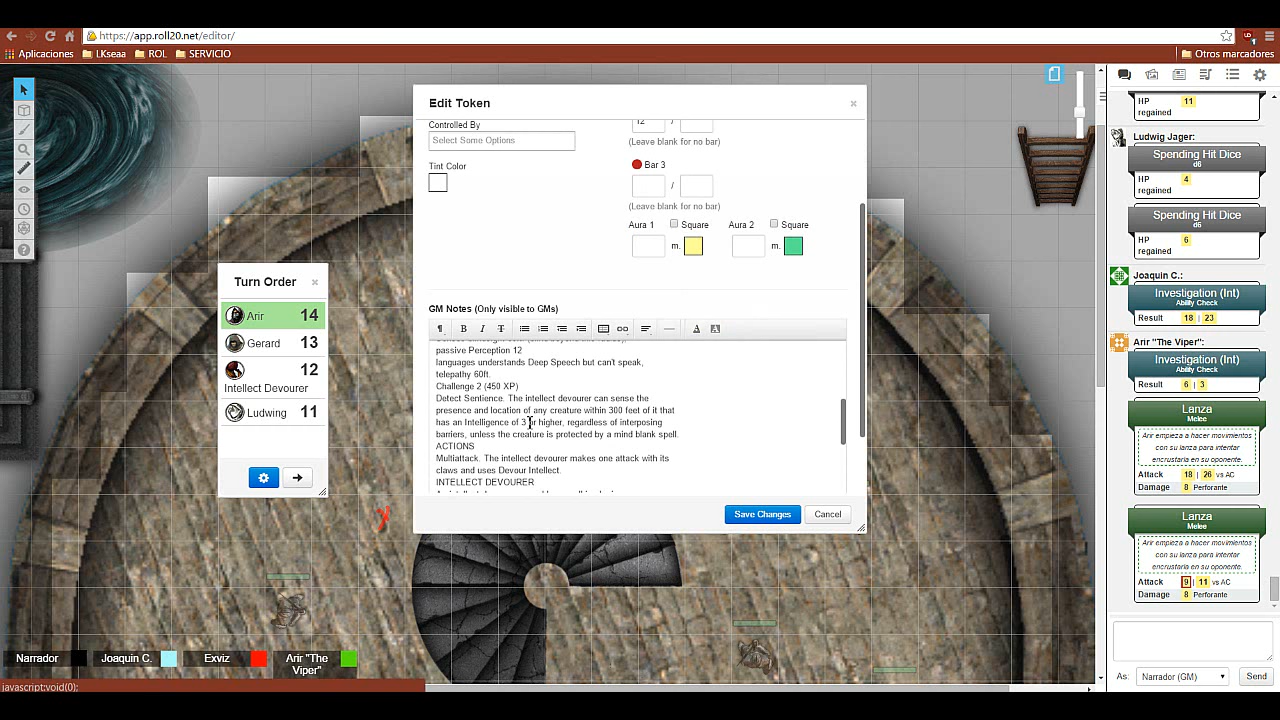 https://app.roll20.net/editor/
Aplicaciones
LKseaa
ROL
SERVICIO
Otros marcadores
Edit Token
×
Controlled By
Select Some Options
Tint Color
12 /
(Leave blank for no bar)
Bar 3
/
(Leave blank for no bar)
Aura 1
Square
Aura 2
Square
m.
m.
GM Notes (Only visible to GMs)
passive Perception 12
languages understands Deep Speech but can't speak,
telepathy 60ft.
Challenge 2 (450 XP)
Detect Sentience. The intellect devourer can sense the
presence and location of any creature within 300 feet of it that
has an Intelligence of 3 or higher, regardless of interposing
barriers, unless the creature is protected by a mind blank spell.
ACTIONS
Multiattack. The intellect devourer makes one attack with its
claws and uses Devour Intellect.
INTELLECT DEVOURER
Save Changes
Cancel
Turn Order
×
Arir 14
Gerard 13
12
Intellect Devourer
Ludwing 11
Narrador
Joaquin C.
Exviz
Arir "The
Viper"
javascript:void(0);
HP
regained
11
Ludwig Jager:
Spending Hit Dice
d6
HP
regained
4
Spending Hit Dice
d6
HP
regained
6
Joaquin C.:
Investigation (Int)
Ability Check
Result 18 | 23
Arir "The Viper":
Investigation (Int)
Ability Check
Result 6 | 3
Lanza
Melee
Arir empieza a hacer movimientos
con su lanza para intentar
encrustaria en su oponente.
Attack 18 | 26 vs AC
Damage 8 Perforante
Lanza
Melee
Arir empieza a hacer movimientos
con su lanza para intentar
encrustaria en su oponente.
Attack 9 | 11 vs AC
Damage 8 Perforante
As:
Narrador (GM)
Send